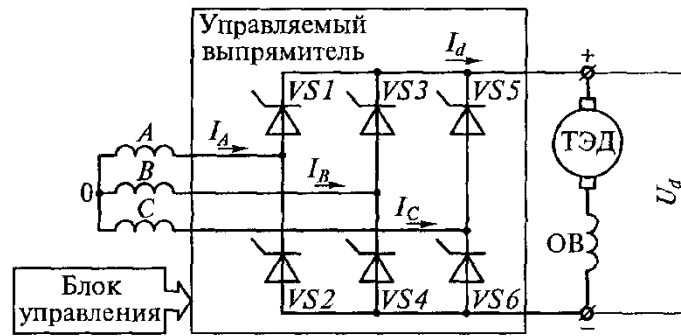 Управляемый
выпрямитель
I_d
VS1
VS3
VS5
+
A
I_A
ТЭД
0
B
I_B
U_d
C
I_C
ОВ
Блок
управления
VS2
VS4
VS6
−